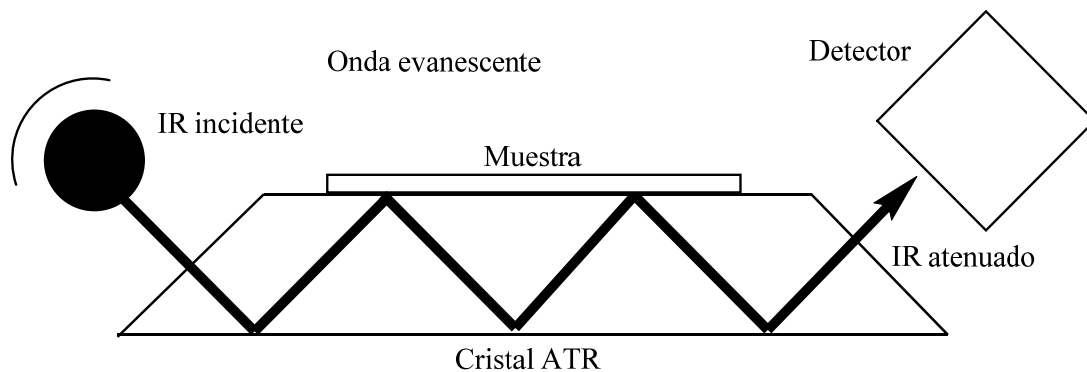 Detector
Onda evanescente
IR incidente
Muestra
IR atenuado
Cristal ATR